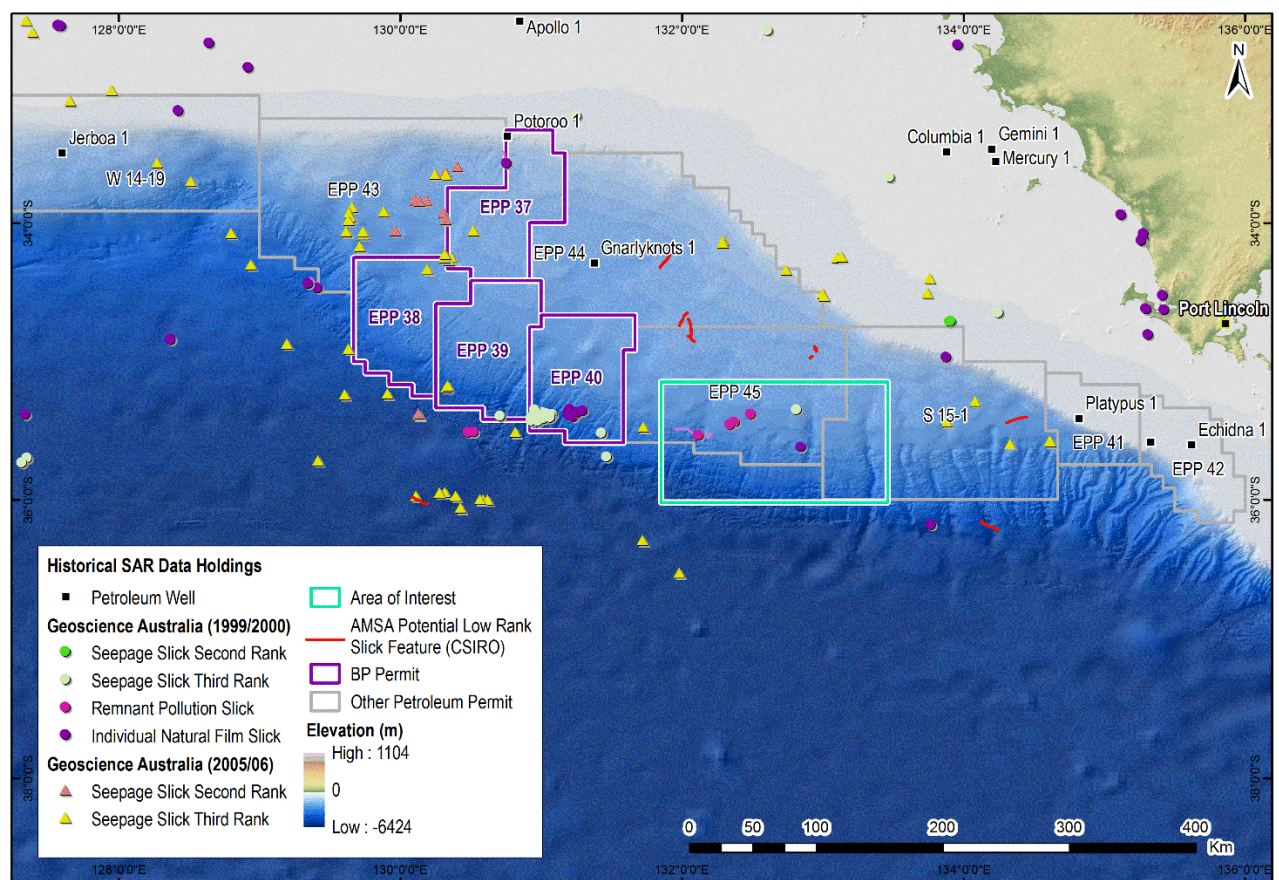 128°0'0"E
130°0'0"E
132°0'0"E
134°0'0"E
136°0'0"E
Apollo 1
N
Jerboa 1
Potoroo 1
Columbia 1
Gemini 1
Mercury 1
W 14-19
EPP 43
EPP 37
34°0'0"S
34°0'0"S
EPP 44
Gnarlyknots 1
EPP 38
EPP 39
Port Lincoln
EPP 40
EPP 45
S 15-1
Platypus 1
EPP 41
Echidna 1
EPP 42
36°0'0"S
36°0'0"S
Historical SAR Data Holdings
Petroleum Well
Geoscience Australia (1999/2000)
Seepage Slick Second Rank
Seepage Slick Third Rank
Remnant Pollution Slick
Individual Natural Film Slick
Geoscience Australia (2005/06)
Seepage Slick Second Rank
Seepage Slick Third Rank
Area of Interest
AMSA Potential Low Rank
Slick Feature (CSIRO)
BP Permit
Other Petroleum Permit
Elevation (m)
High : 1104
0
Low : -6424
38°0'0"S
38°0'0"S
0 50 100 200 300 400
Km
128°0'0"E
130°0'0"E
132°0'0"E
134°0'0"E
136°0'0"E